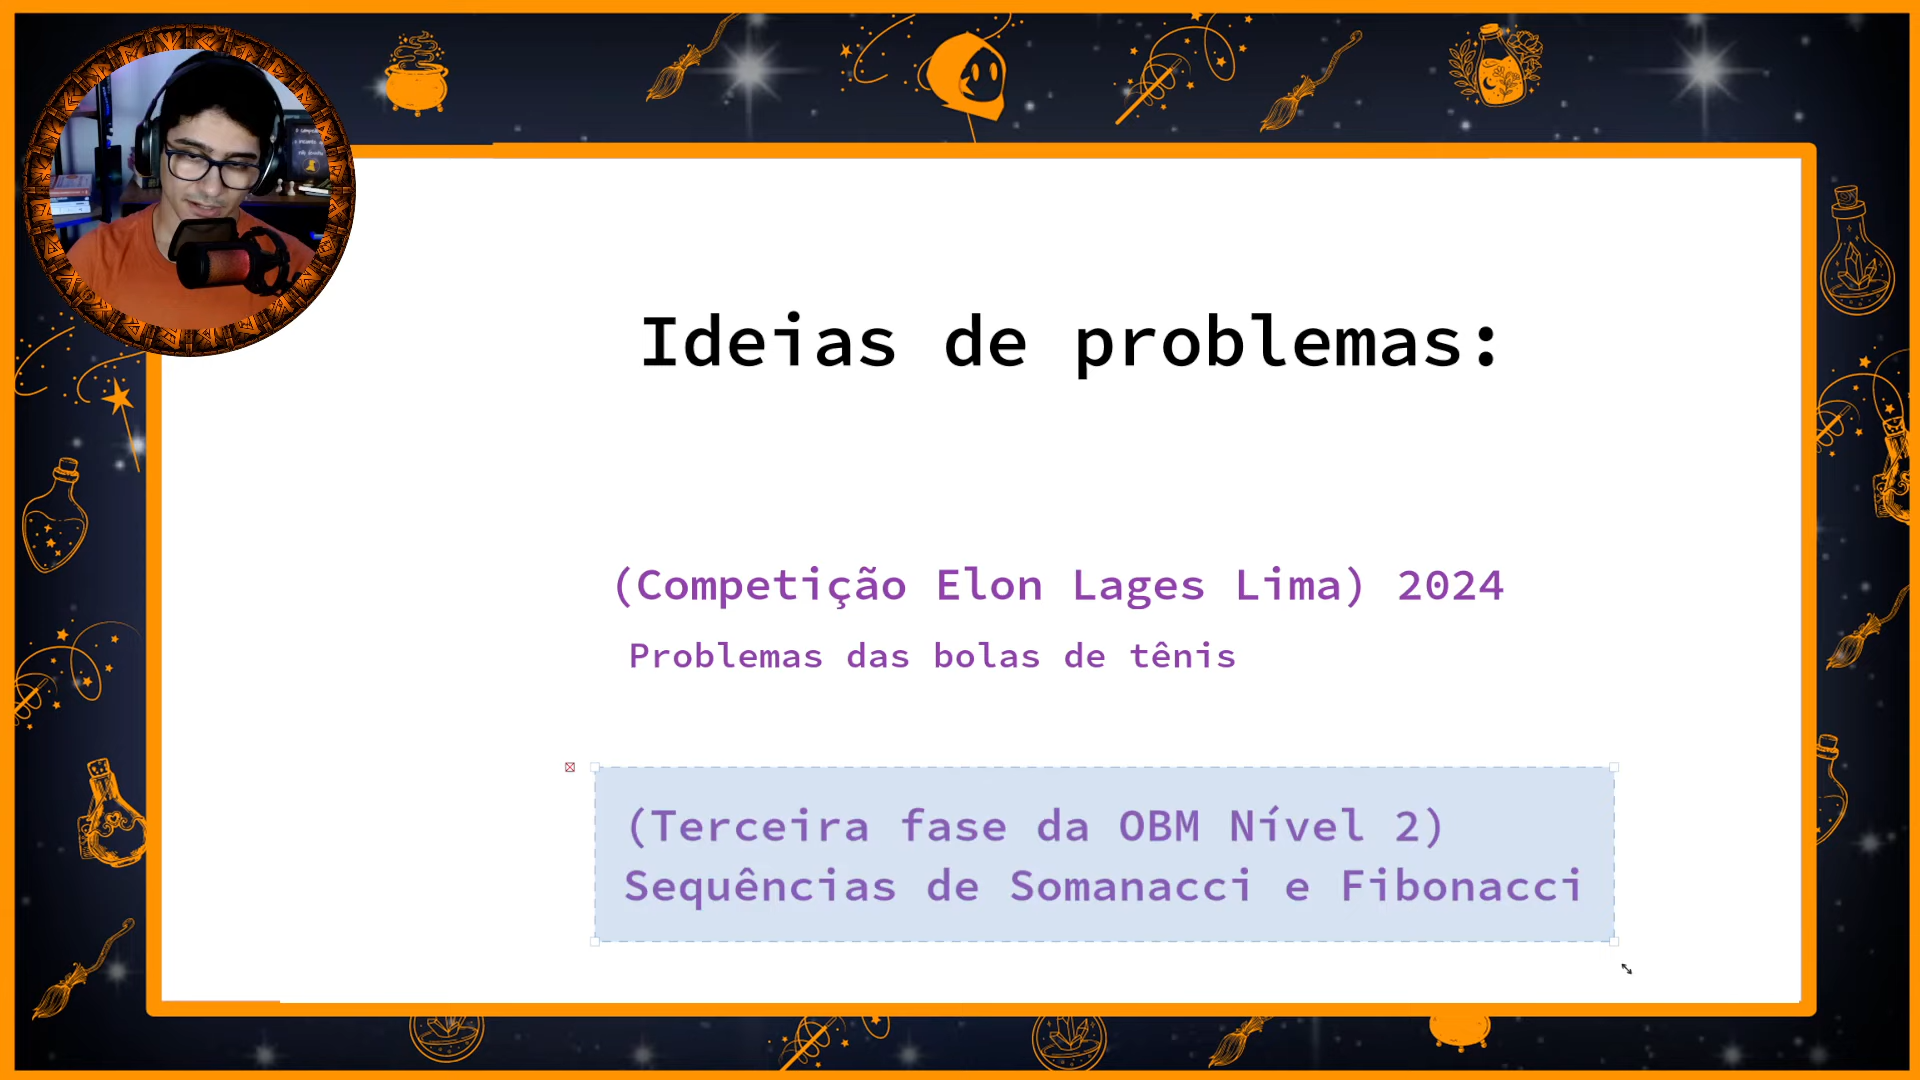 Ideias de problemas:
(Competição Elon Lages Lima) 2024
Problemas das bolas de tênis
(Terceira fase da OBM Nível 2)
Sequências de Somanacci e Fibonacci